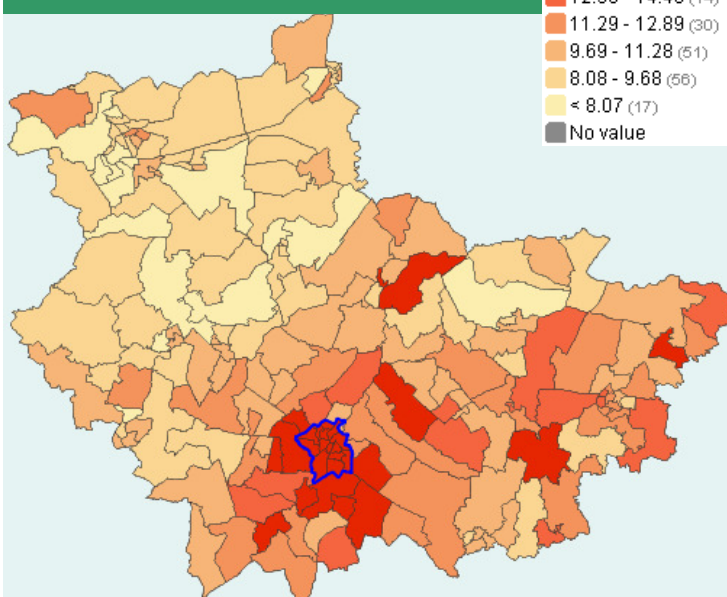 11.29 - 12.89 (30)
9.69 - 11.28 (51)
8.08 - 9.68 (56)
< 8.07 (17)
No value